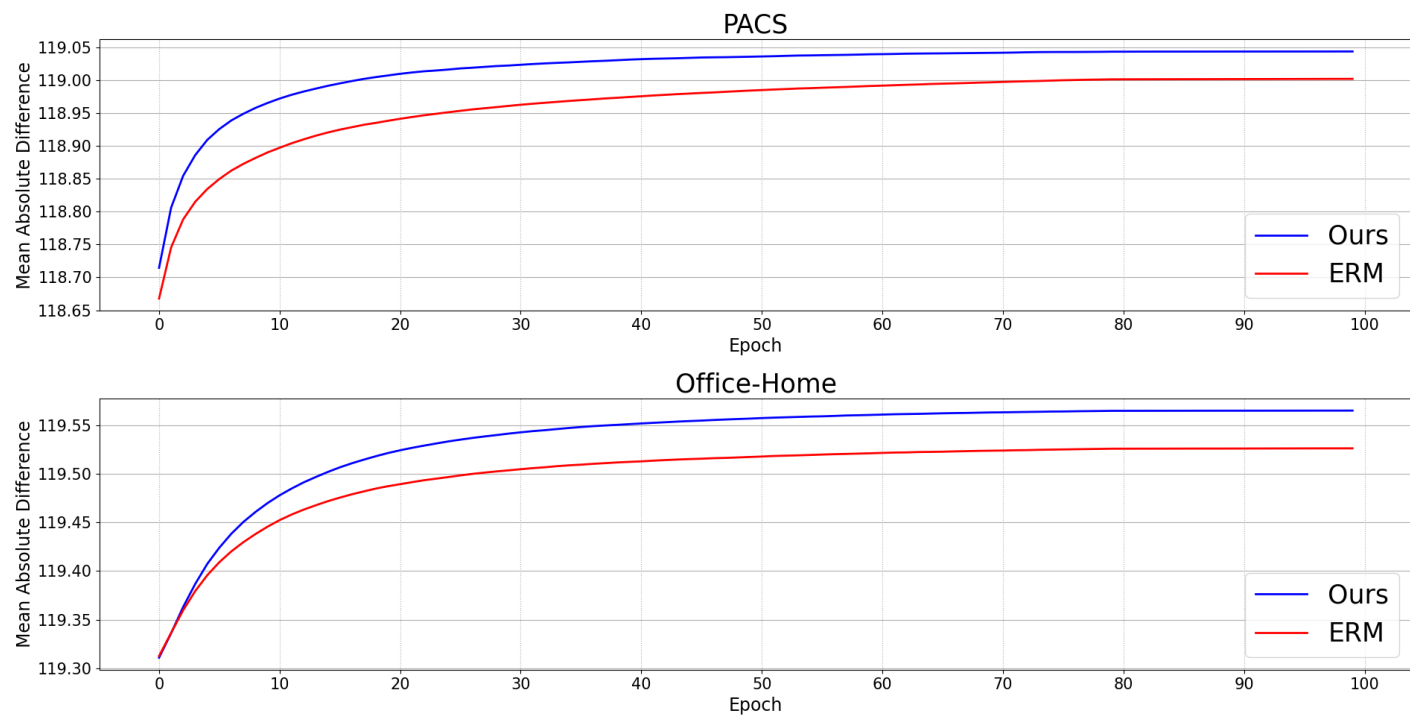 PACS
Mean Absolute Difference
119.05
119.00
118.95
118.90
118.85
118.80
118.75
118.70
118.65
Ours
ERM
0 10 20 30 40 50 60 70 80 90 100
Epoch
Office-Home
Mean Absolute Difference
119.55
119.50
119.45
119.40
119.35
119.30
Ours
ERM
0 10 20 30 40 50 60 70 80 90 100
Epoch